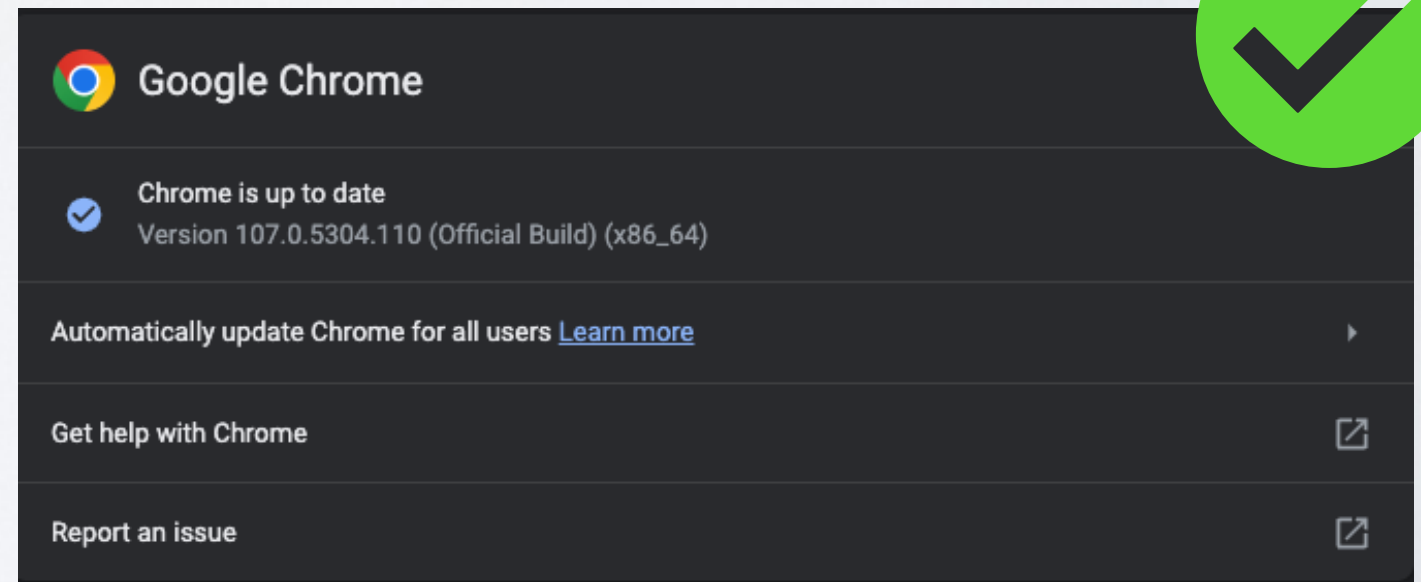 Google Chrome
Chrome is up to date
Version 107.0.5304.110 (Official Build) (x86_64)
Automatically update Chrome for all users Learn more
Get help with Chrome
Report an issue